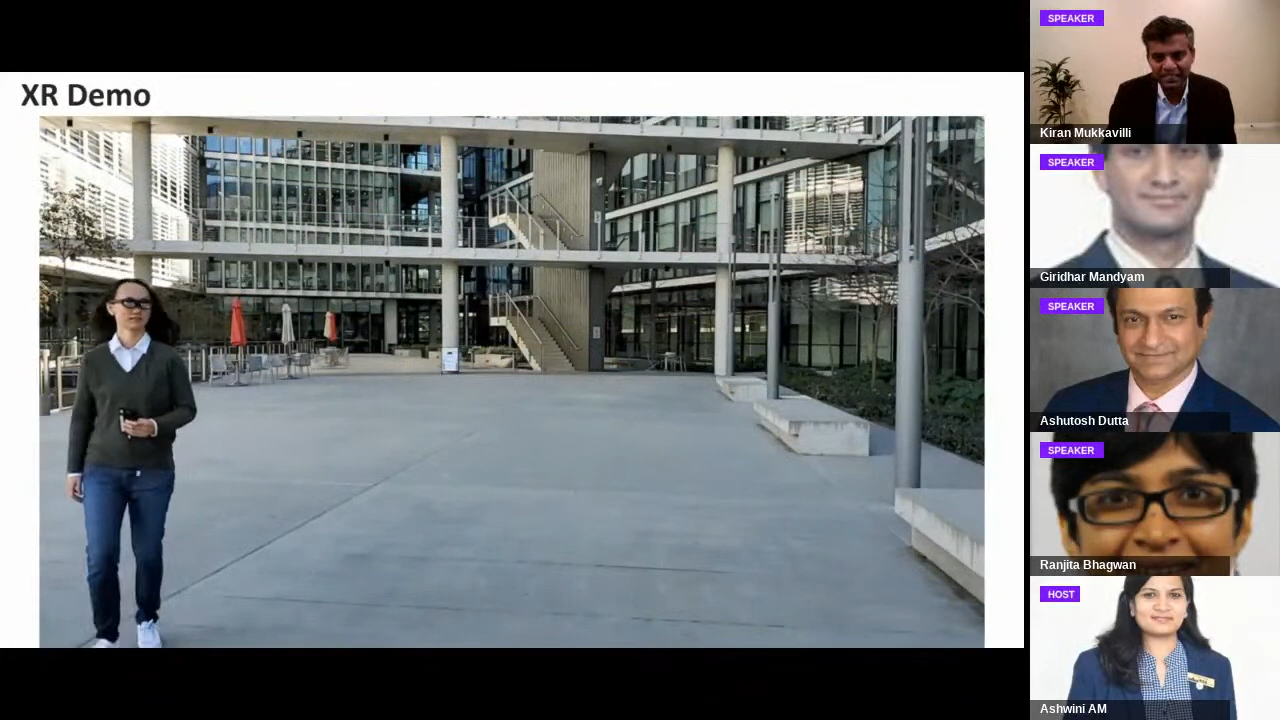 XR Demo
SPEAKER
Kiran Mukkavilli
SPEAKER
Giridhar Mandyam
SPEAKER
Ashutosh Dutta
SPEAKER
Ranjita Bhagwan
HOST
Ashwini AM